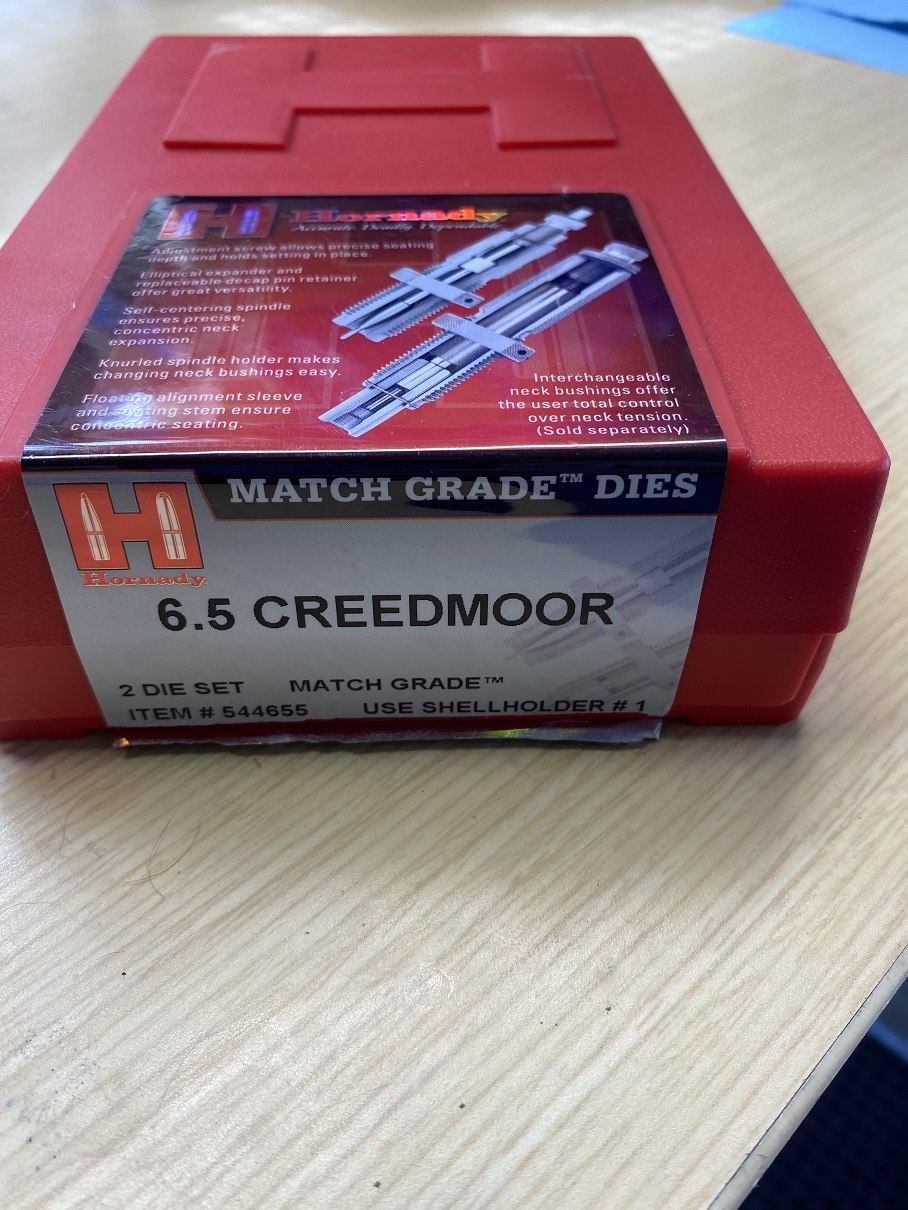 Hornady
Accurate. Deadly. Dependable.
Adjustment screw allows precise seating
depth and holds setting in place.
Elliptical expander and
replaceable decap pin retainer
offer great versatility.
Self-centering spindle
ensures precise,
concentric neck
expansion.
Knurled spindle holder makes
changing neck bushings easy.
Floating alignment sleeve
and seating stem ensure
concentric seating.
Interchangeable
neck bushings offer
the user total control
over neck tension.
(Sold separately)
MATCH GRADE™ DIES
H
Hornady
6.5 CREEDMOOR
2 DIE SET MATCH GRADE™
ITEM # 544655 USE SHELLHOLDER # 1